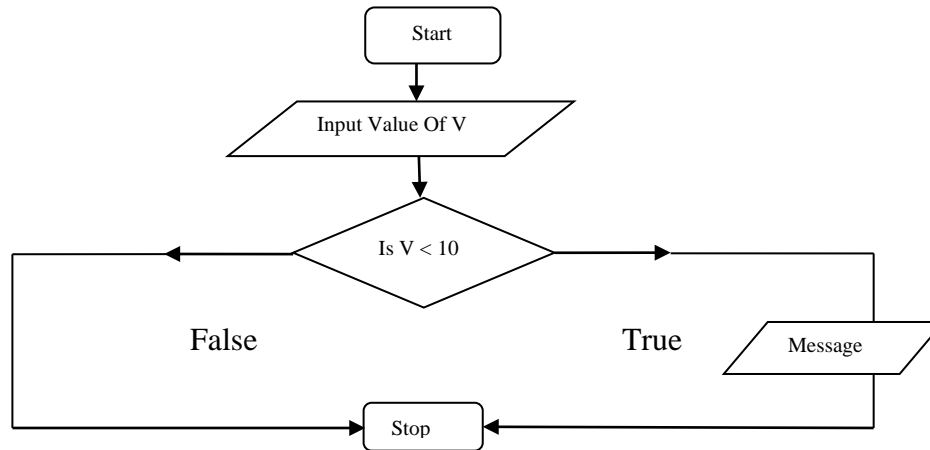 Start
Input Value Of V
Is V < 10
False
True
Message
Stop